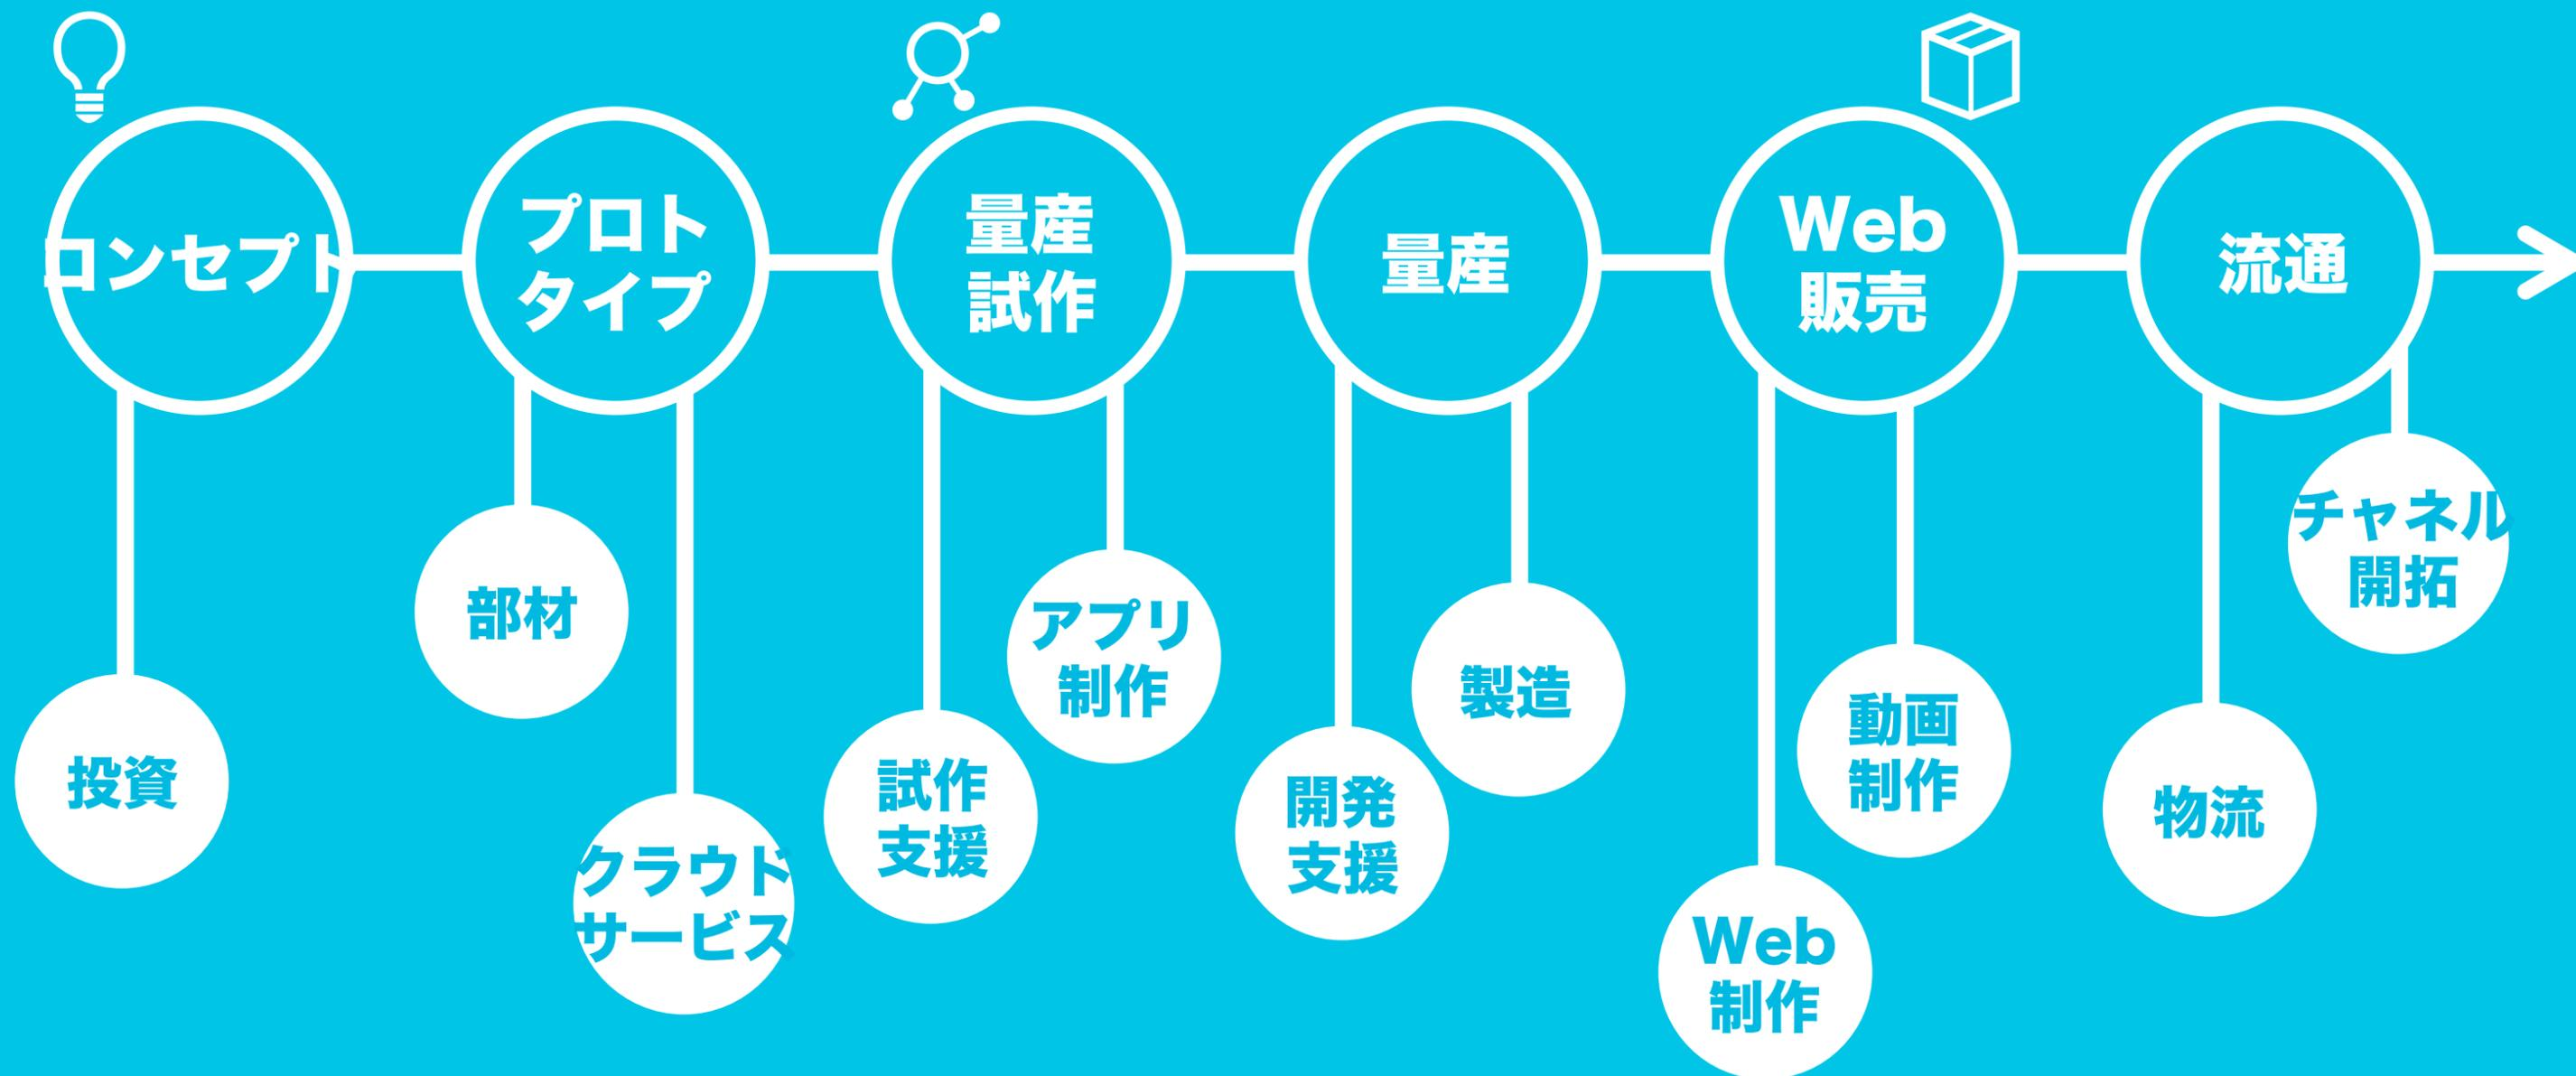 コンセプト
プロト
タイプ
量産
試作
量産
Web
販売
流通
投資
部材
クラウド
サービス
試作
支援
アプリ
制作
開発
支援
製造
Web
制作
動画
制作
物流
チャネル
開拓